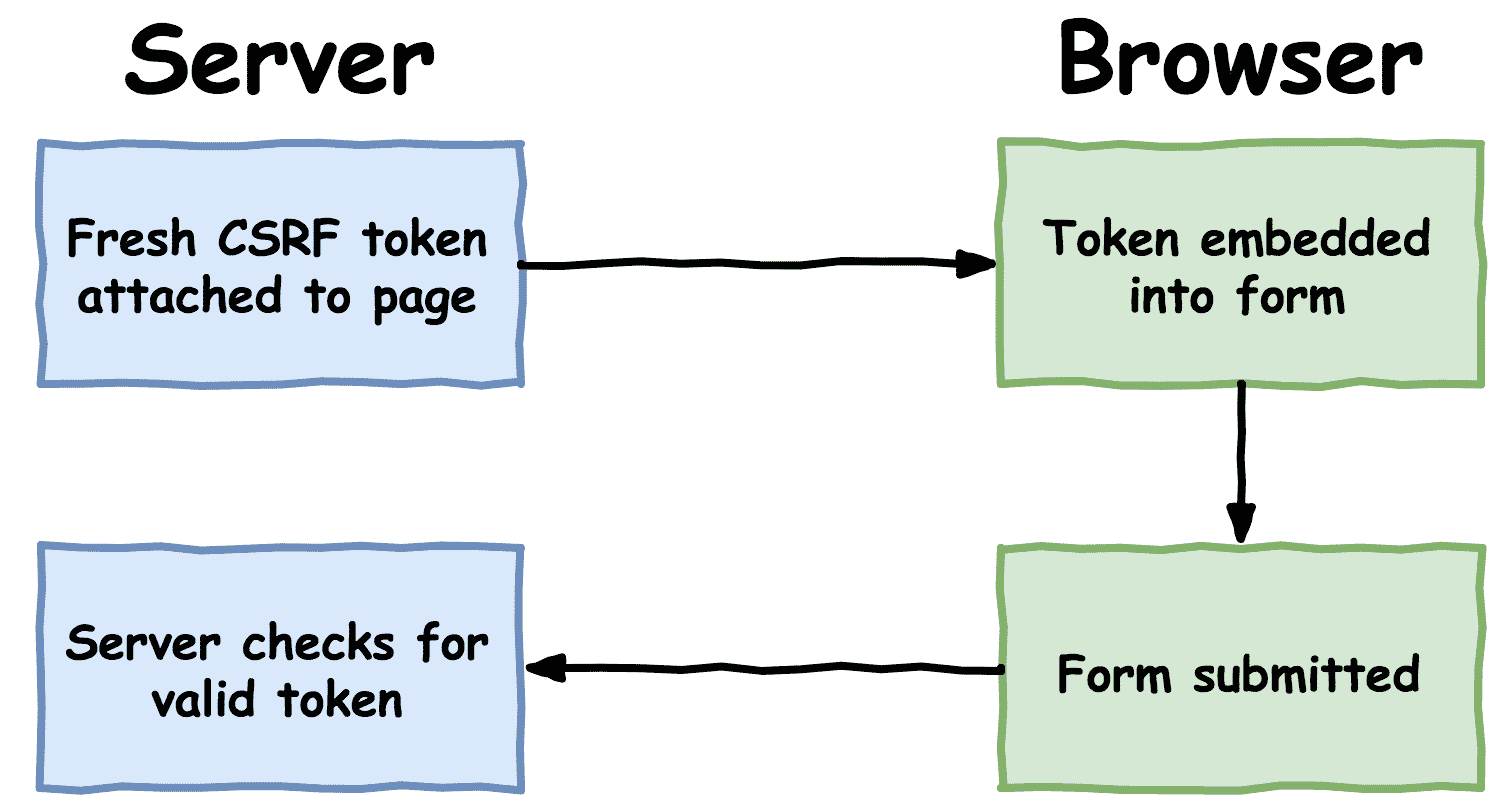 Server
Browser
Fresh CSRF token
attached to page
Token embedded
into form
Server checks for
valid token
Form submitted